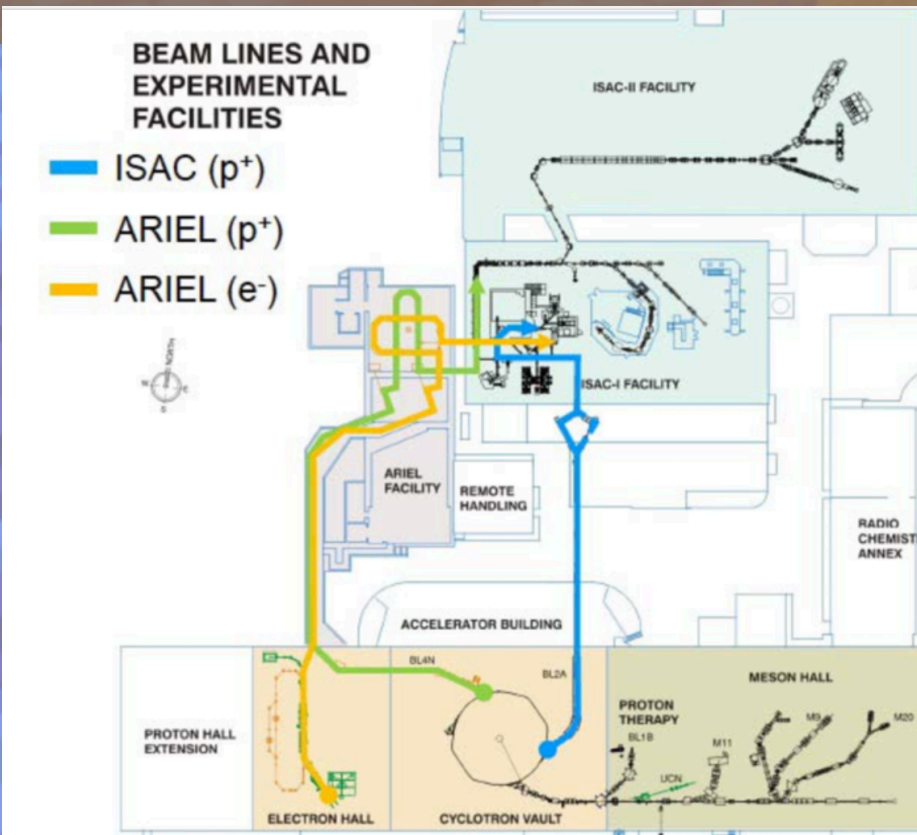 BEAM LINES AND
EXPERIMENTAL
FACILITIES
ISAC (p⁺)
ARIEL (p⁺)
ARIEL (e⁻)
ISAC-II FACILITY
ISAC-I FACILITY
N
W
E
S
ARIEL
FACILITY
REMOTE
HANDLING
RADIO
CHEMIST
ANNEX
ACCELERATOR BUILDING
BL4N
BL2A
MESON HALL
PROTON HALL
EXTENSION
PROTON
THERAPY
BL1B
M11
M9
M20
UCN
ELECTRON HALL
CYCLOTRON VAULT